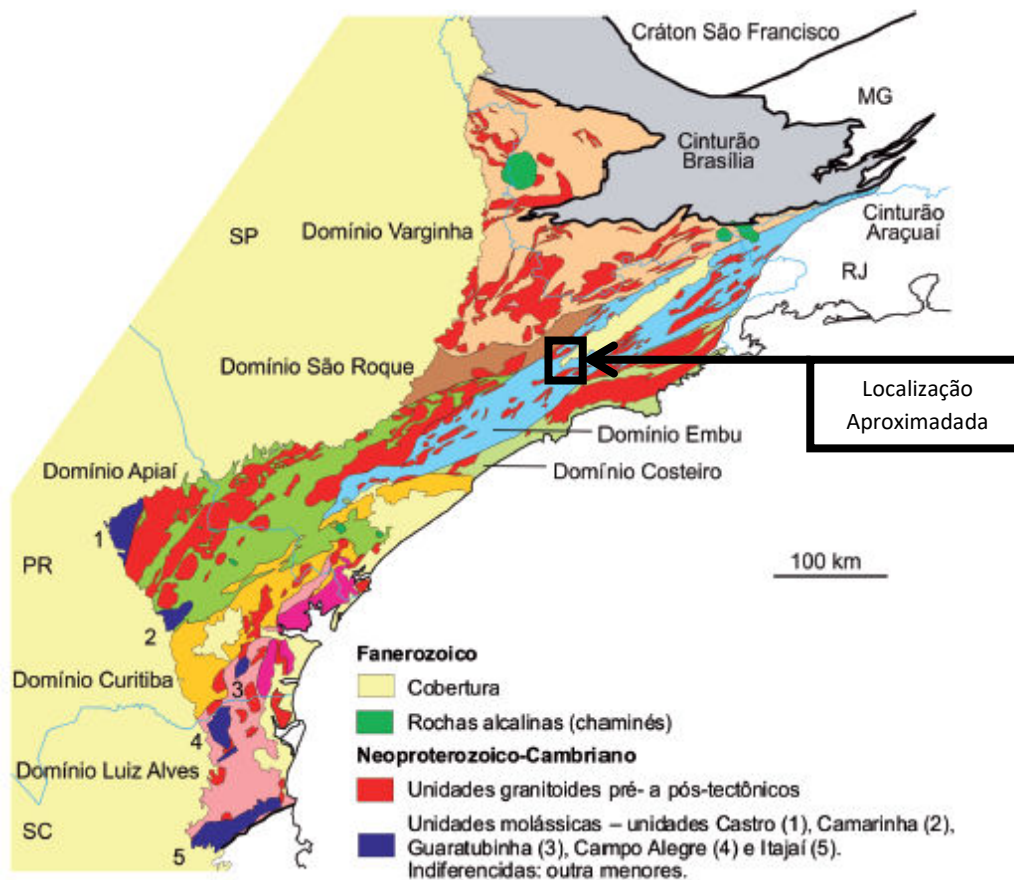 Cráton São Francisco
MG
Cinturão
Brasília
Cinturão
Araçuaí
SP
Domínio Varginha
RJ
Domínio São Roque
Localização
Aproximadada
Domínio Embu
Domínio Apiaí
Domínio Costeiro
1
PR
100 km
2
Fanerozoico
Domínio Curitiba
3
Cobertura
Rochas alcalinas (chaminés)
4
Neoproterozoico-Cambriano
Domínio Luiz Alves
Unidades granitoides pré- a pós-tectônicos
SC
Unidades molássicas – unidades Castro (1), Camarinha (2),
Guaratubinha (3), Campo Alegre (4) e Itajaí (5).
5
Indiferencidas: outra menores.